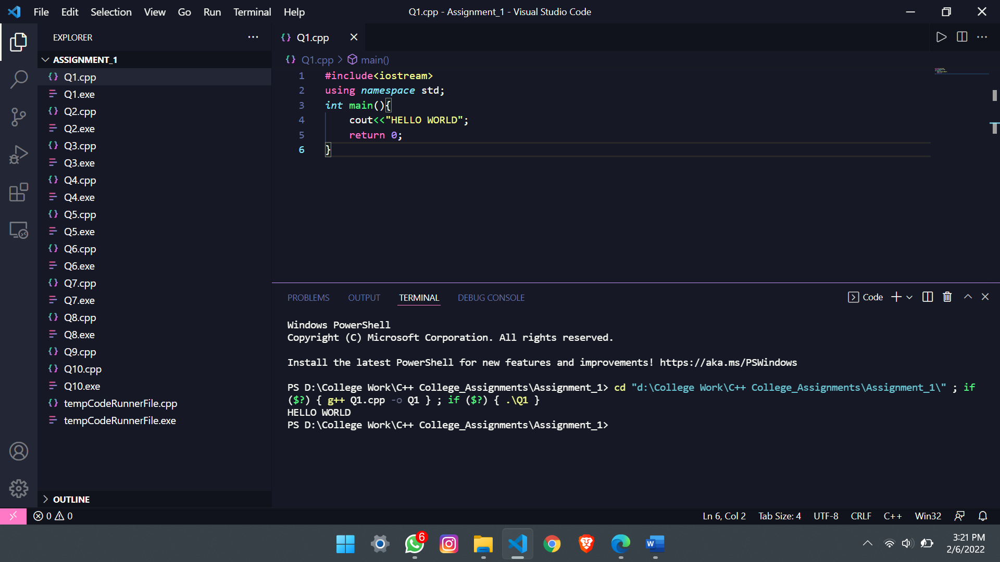 File Edit Selection View Go Run Terminal Help
Q1.cpp - Assignment_1 - Visual Studio Code
EXPLORER
ASSIGNMENT_1
Q1.cpp
Q1.exe
Q2.cpp
Q2.exe
Q3.cpp
Q3.exe
Q4.cpp
Q4.exe
Q5.cpp
Q5.exe
Q6.cpp
Q6.exe
Q7.cpp
Q7.exe
Q8.cpp
Q8.exe
Q9.cpp
Q10.cpp
Q10.exe
tempCodeRunnerFile.cpp
tempCodeRunnerFile.exe
OUTLINE
Q1.cpp
Q1.cpp > main()
1 #include<iostream>
2 using namespace std;
3 int main(){
4     cout<<"HELLO WORLD";
5     return 0;
6 }
PROBLEMS OUTPUT TERMINAL DEBUG CONSOLE
Code
Windows PowerShell
Copyright (C) Microsoft Corporation. All rights reserved.
Install the latest PowerShell for new features and improvements! https://aka.ms/PSWindows
PS D:\College Work\C++ College_Assignments\Assignment_1> cd "d:\College Work\C++ College_Assignments\Assignment_1\" ; if
($?) { g++ Q1.cpp -o Q1 } ; if ($?) { .\Q1 }
HELLO WORLD
PS D:\College Work\C++ College_Assignments\Assignment_1>
0 0
Ln 6, Col 2 Tab Size: 4 UTF-8 CRLF C++ Win32
6
W
3:21 PM
2/6/2022